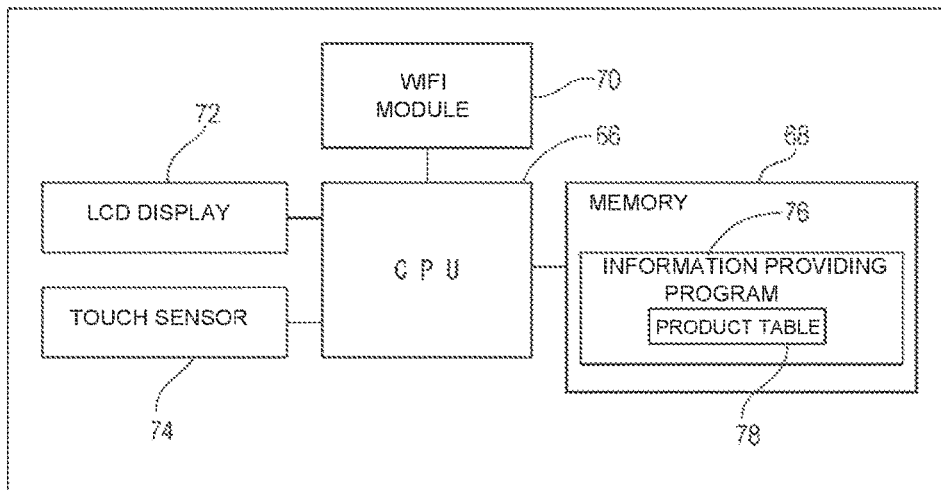 WIFI
MODULE
70
72
66
68
LCD DISPLAY
MEMORY
76
CPU
INFORMATION PROVIDING
PROGRAM
TOUCH SENSOR
PRODUCT TABLE
74
78